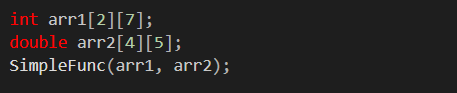 int arr1[2][7];
double arr2[4][5];
SimpleFunc(arr1, arr2);